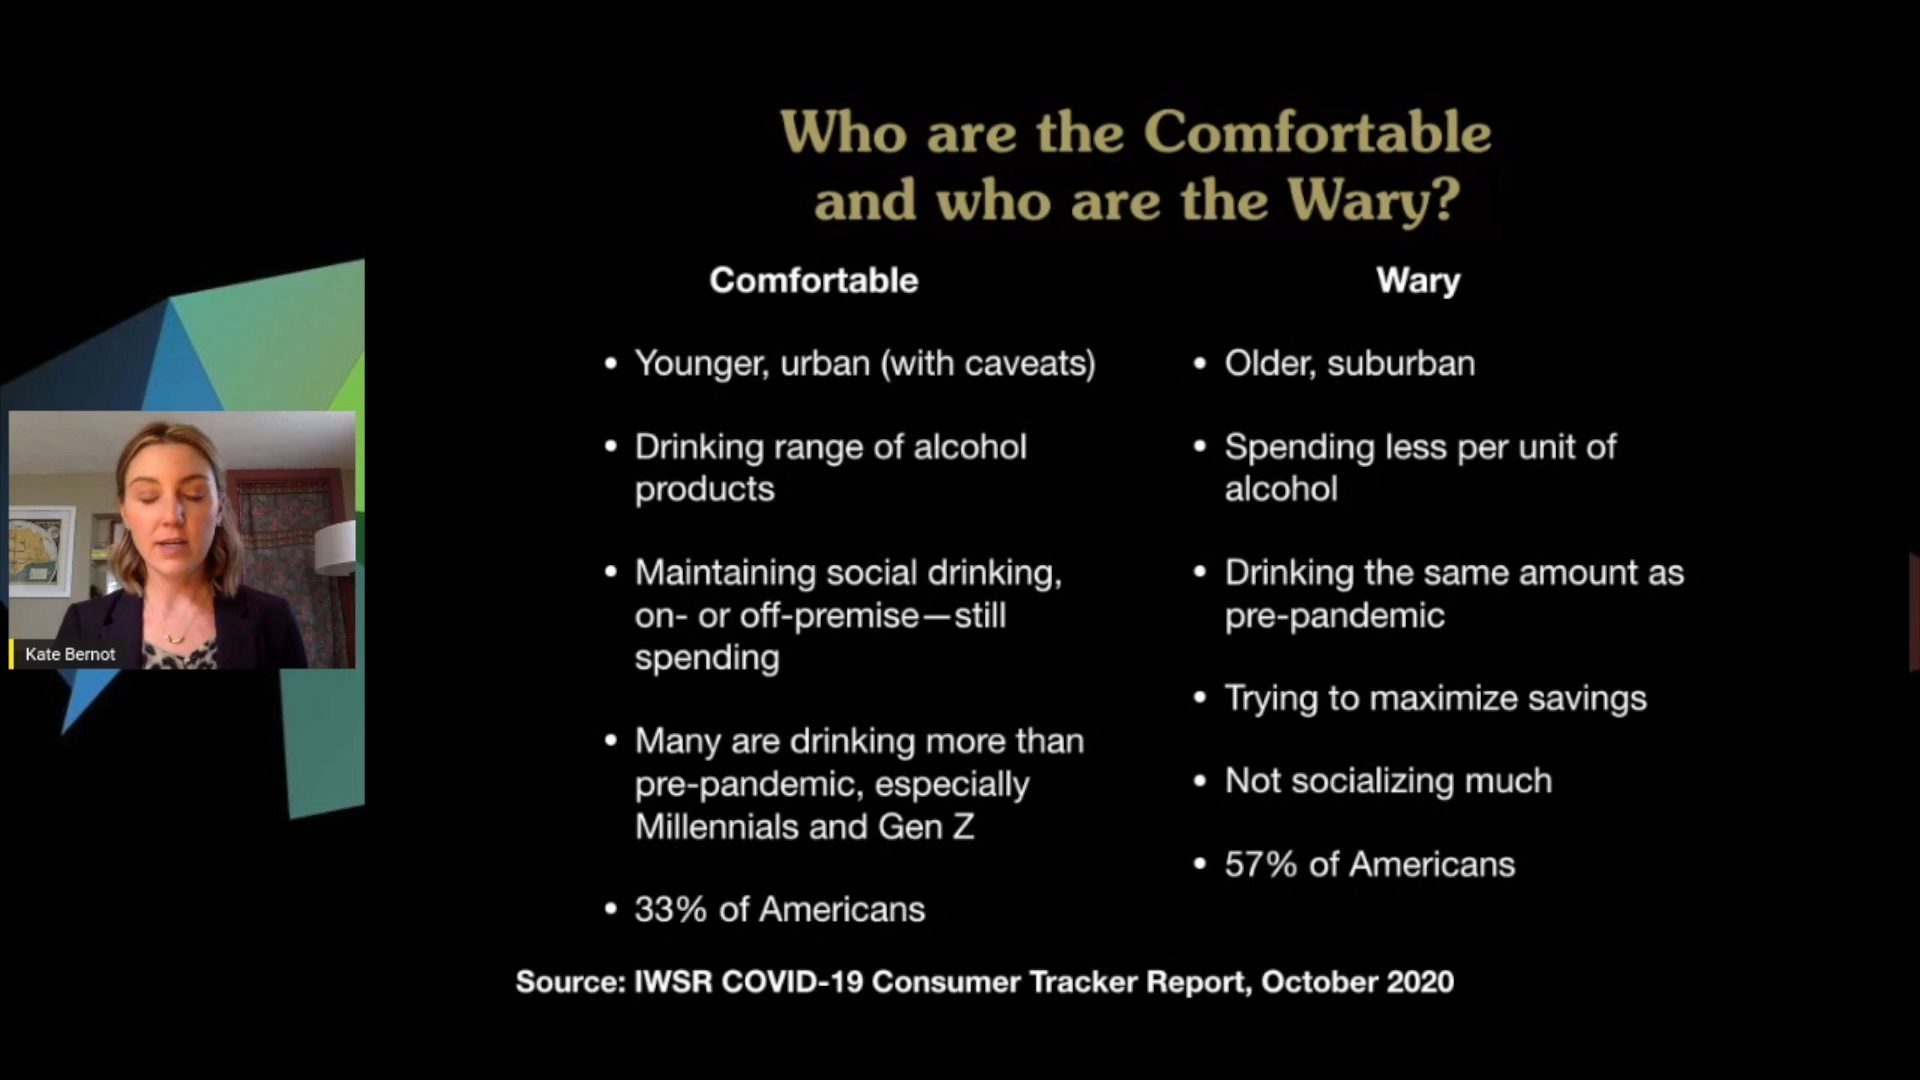 Who are the Comfortable
and who are the Wary?
Comfortable
• Younger, urban (with caveats)
• Drinking range of alcohol
products
• Maintaining social drinking,
on- or off-premise—still
spending
• Many are drinking more than
pre-pandemic, especially
Millennials and Gen Z
• 33% of Americans
Wary
• Older, suburban
• Spending less per unit of
alcohol
• Drinking the same amount as
pre-pandemic
• Trying to maximize savings
• Not socializing much
• 57% of Americans
Source: IWSR COVID-19 Consumer Tracker Report, October 2020
Kate Bernot